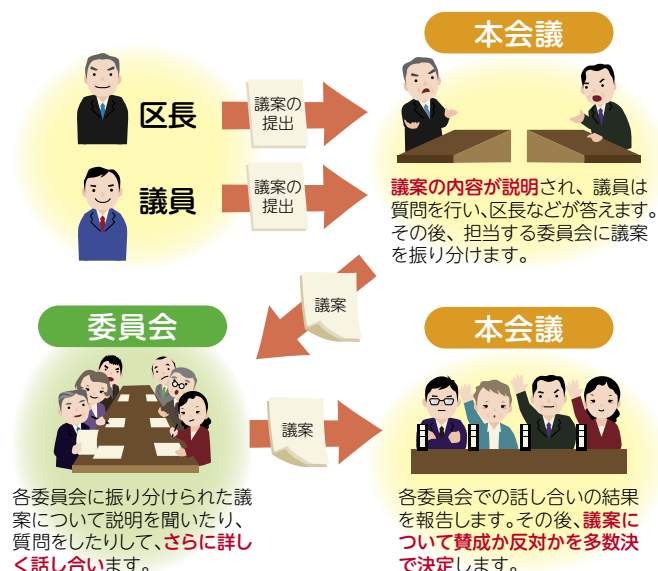 本会議
区長
議案の
提出
議員
議案の
提出
議案の内容が説明され、議員は
質問を行い、区長などが答えます。
その後、担当する委員会に議案
を振り分けます。
議案
委員会
議案
各委員会に振り分けられた議
案について説明を聞いたり、
質問をしたりして、さらに詳し
く話し合います。
本会議
各委員会での話し合いの結果
を報告します。その後、議案に
ついて賛成か反対かを多数決
で決定します。